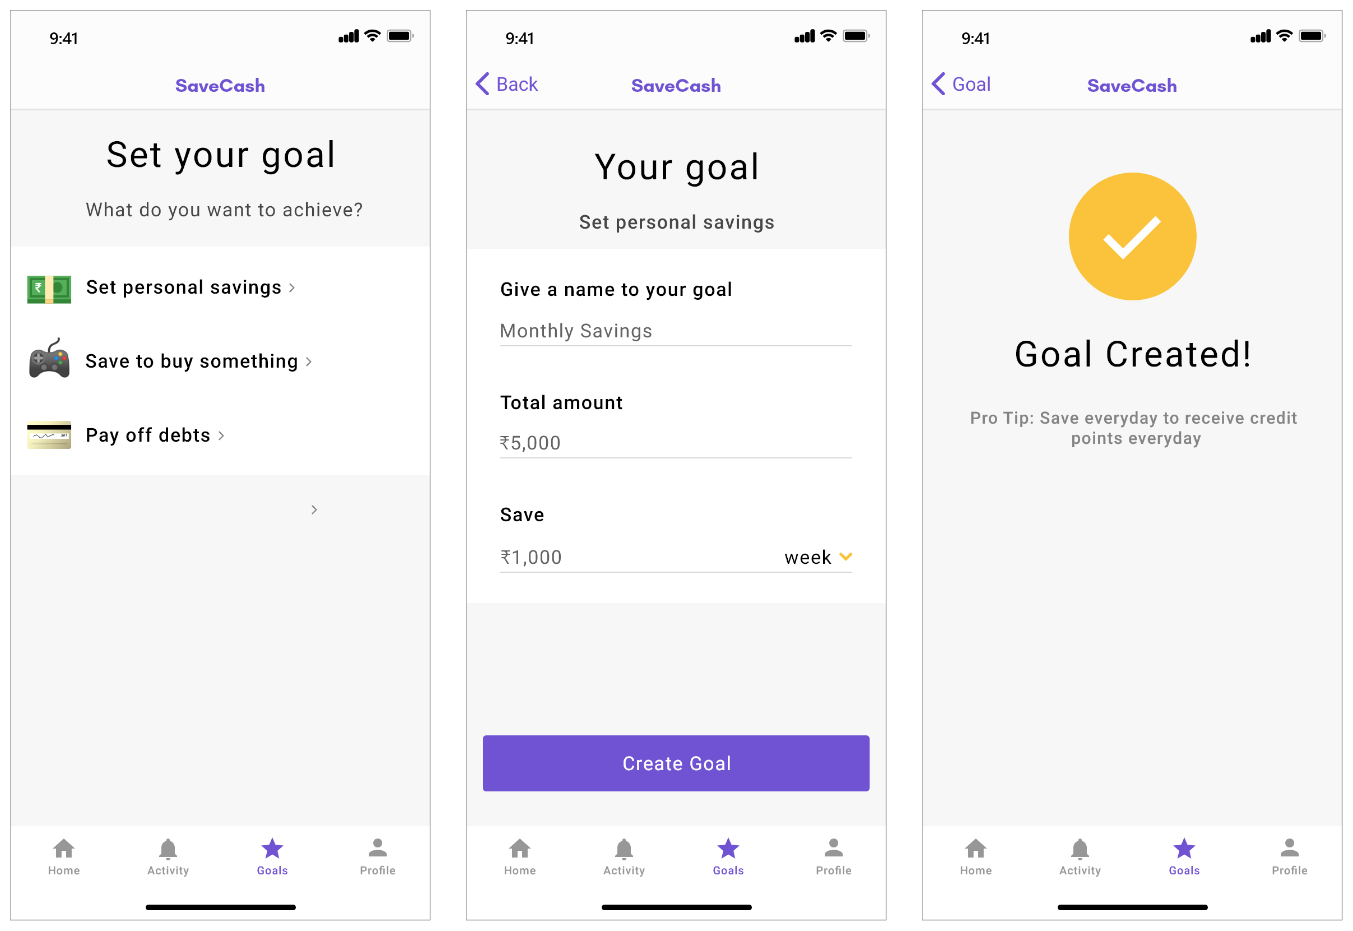 9:41
SaveCash
Set your goal
What do you want to achieve?
₹
Set personal savings
Save to buy something
Pay off debts
Home
Activity
Goals
Profile
9:41
Back
SaveCash
Your goal
Set personal savings
Give a name to your goal
Monthly Savings
Total amount
₹5,000
Save
₹1,000 week
Create Goal
Home
Activity
Goals
Profile
9:41
Goal
SaveCash
Goal Created!
Pro Tip: Save everyday to receive credit
points everyday
Home
Activity
Goals
Profile